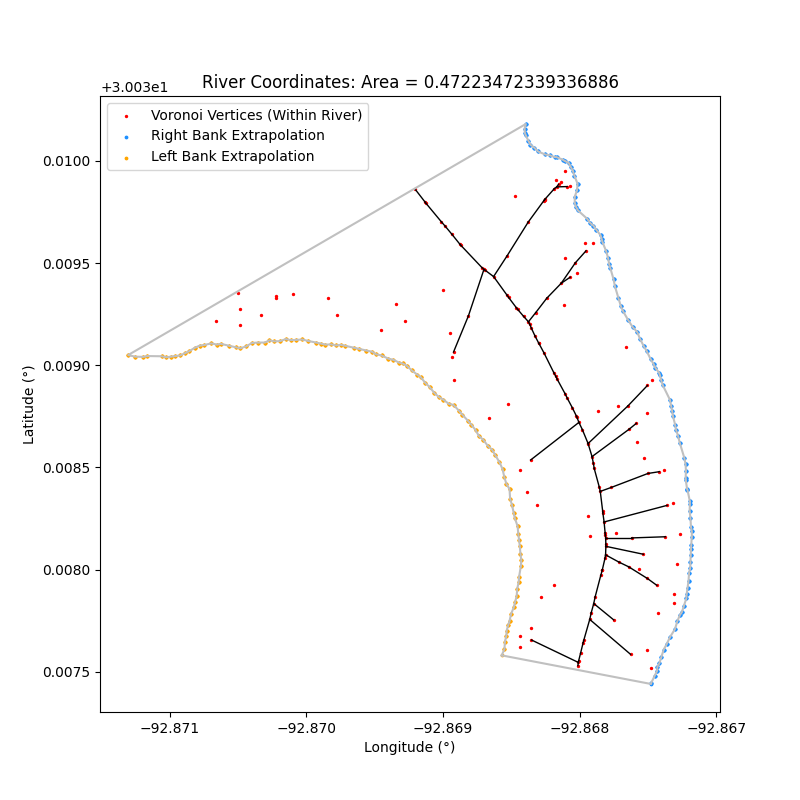 River Coordinates: Area = 0.47223472339336886
+3.003e1
Voronoi Vertices (Within River)
Right Bank Extrapolation
Left Bank Extrapolation
0.0100
0.0095
0.0090
0.0085
0.0080
0.0075
Latitude (°)
−92.871 −92.870 −92.869 −92.868 −92.867
Longitude (°)